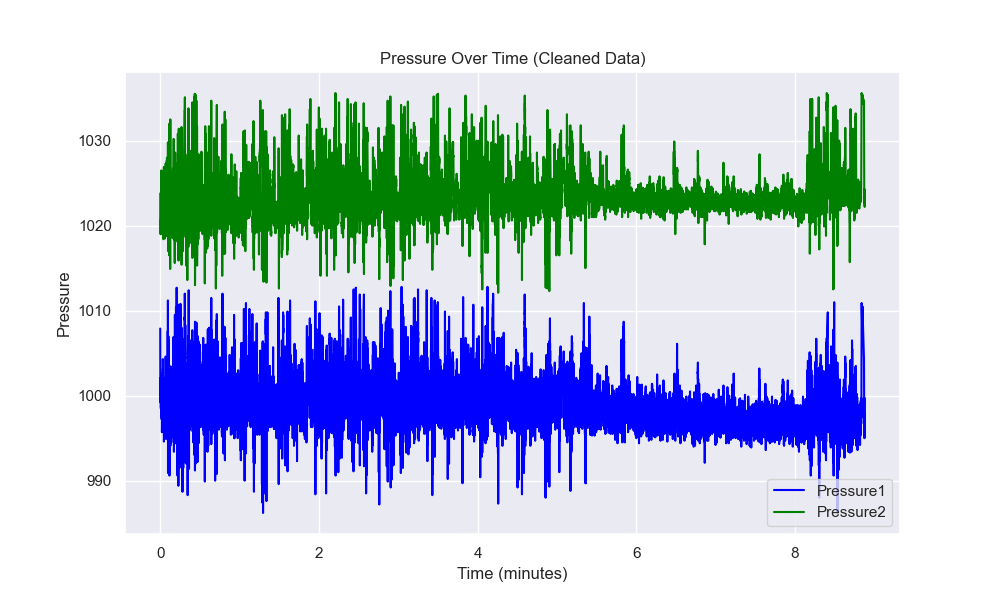 Pressure Over Time (Cleaned Data)
1030
1020
1010
1000
990
Pressure
0 2 4 6 8
Time (minutes)
Pressure1
Pressure2